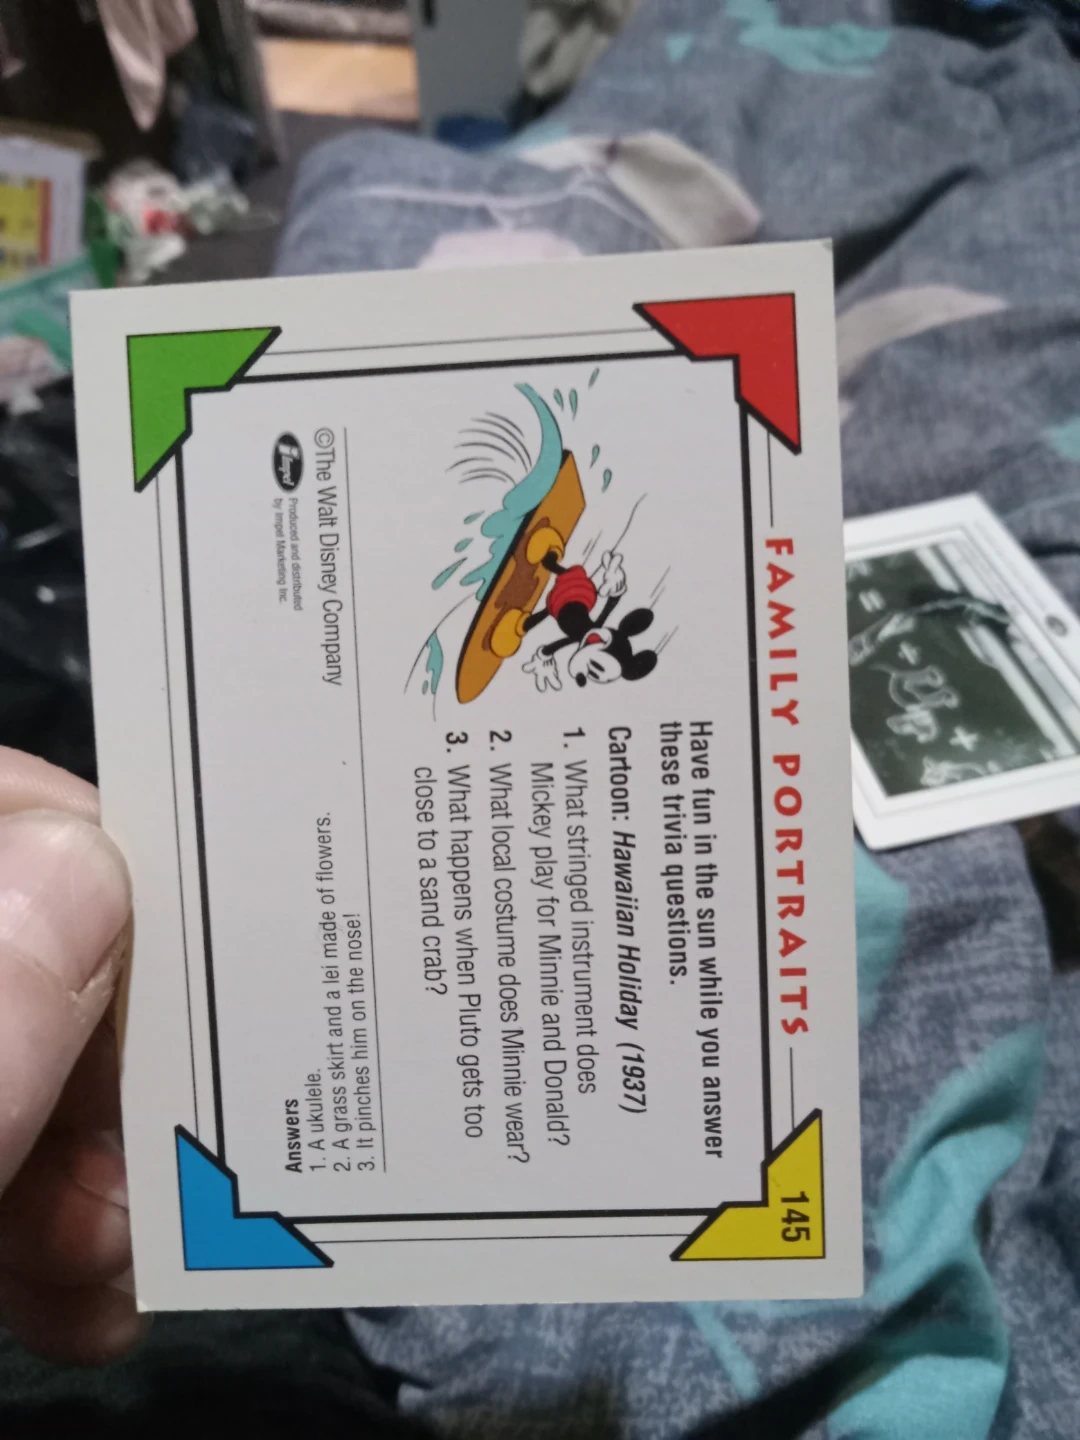 FAMILY PORTRAITS
145
Have fun in the sun while you answer
these trivia questions.
Cartoon: Hawaiian Holiday (1937)
1. What stringed instrument does
Mickey play for Minnie and Donald?
2. What local costume does Minnie wear?
3. What happens when Pluto gets too
close to a sand crab?
©The Walt Disney Company
Impel
Produced and distributed
by Impel Marketing Inc.
Answers
1. A ukulele.
2. A grass skirt and a lei made of flowers.
3. It pinches him on the nose!